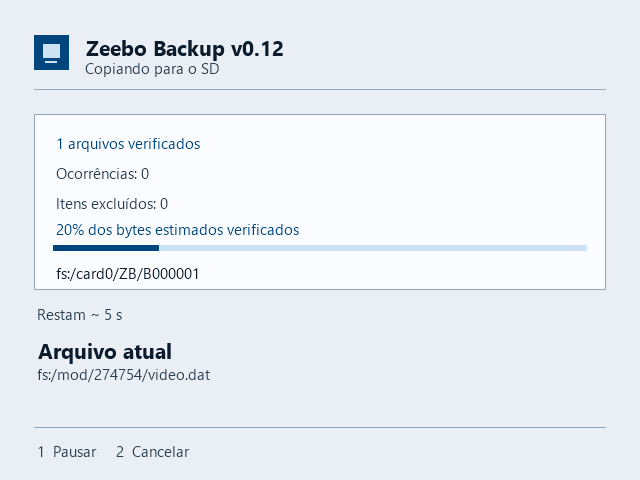 Zeebo Backup v0.12
Copiando para o SD
1 arquivos verificados
Ocorrências: 0
Itens excluídos: 0
20% dos bytes estimados verificados
fs:/card0/ZB/B000001
Restam ~ 5 s
Arquivo atual
fs:/mod/274754/video.dat
1 Pausar 2 Cancelar